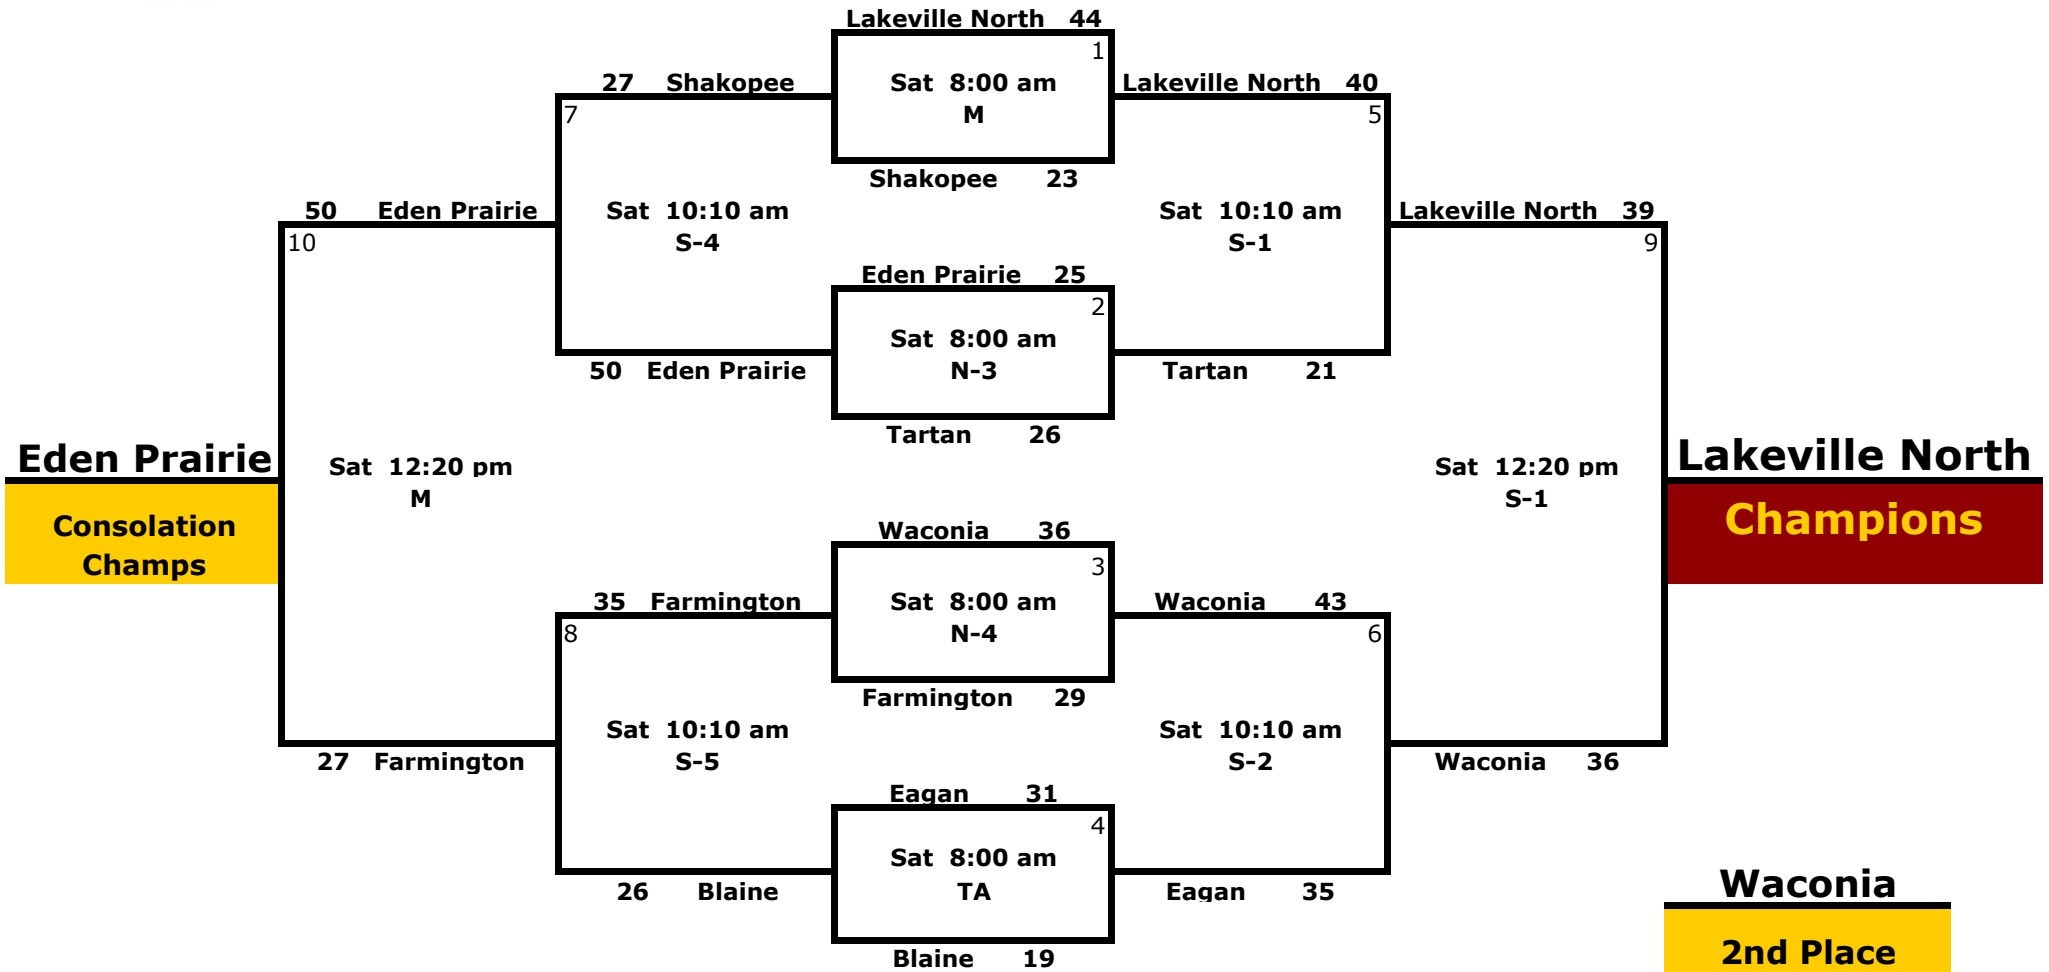 Lakeville North 44
1
27 Shakopee
Sat 8:00 am
Lakeville North 40
7
M
5
Shakopee 23
50 Eden Prairie
Sat 10:10 am
Sat 10:10 am
Lakeville North 39
10
S-4
S-1
9
Eden Prairie 25
2
Sat 8:00 am
50 Eden Prairie
N-3
Tartan 21
Tartan 26
Eden Prairie
Sat 12:20 pm
Sat 12:20 pm
Lakeville North
M
S-1
Consolation
Champs
Champions
Waconia 36
3
35 Farmington
Sat 8:00 am
Waconia 43
8
N-4
6
Farmington 29
Sat 10:10 am
Sat 10:10 am
27 Farmington
S-5
S-2
Waconia 36
Eagan 31
4
Sat 8:00 am
26 Blaine
TA
Eagan 35
Waconia
Blaine 19
2nd Place